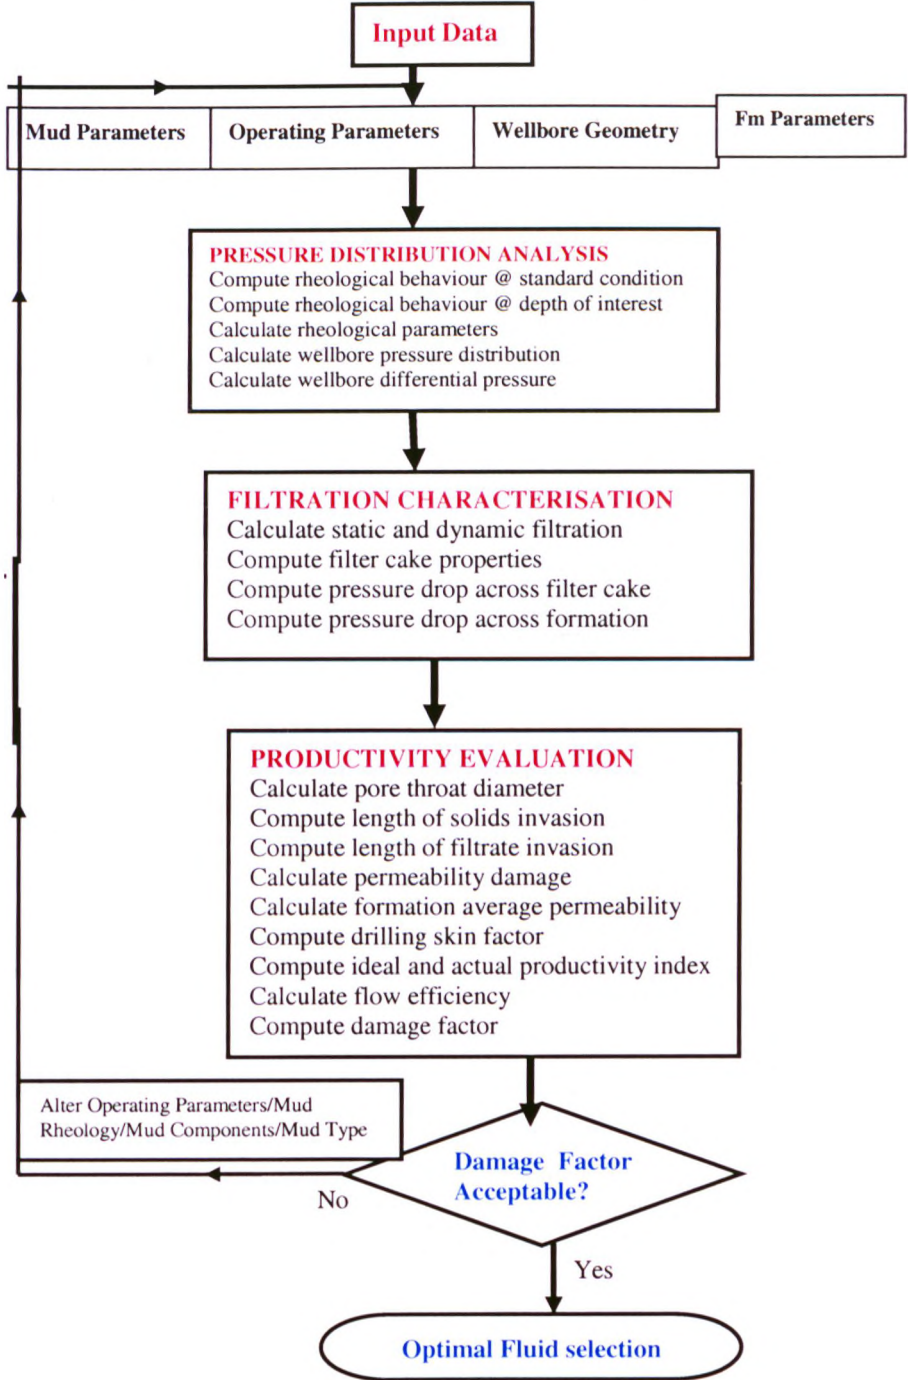 Input Data
Mud Parameters
Operating Parameters
Wellbore Geometry
Fm Parameters
PRESSURE DISTRIBUTION ANALYSIS
Compute rheological behaviour @ standard condition
Compute rheological behaviour @ depth of interest
Calculate rheological parameters
Calculate wellbore pressure distribution
Calculate wellbore differential pressure
FILTRATION CHARACTERISATION
Calculate static and dynamic filtration
Compute filter cake properties
Compute pressure drop across filter cake
Compute pressure drop across formation
PRODUCTIVITY EVALUATION
Calculate pore throat diameter
Compute length of solids invasion
Compute length of filtrate invasion
Calculate permeability damage
Calculate formation average permeability
Compute drilling skin factor
Compute ideal and actual productivity index
Calculate flow efficiency
Compute damage factor
Alter Operating Parameters/Mud
Rheology/Mud Components/Mud Type
Damage Factor
Acceptable?
No
Yes
Optimal Fluid selection